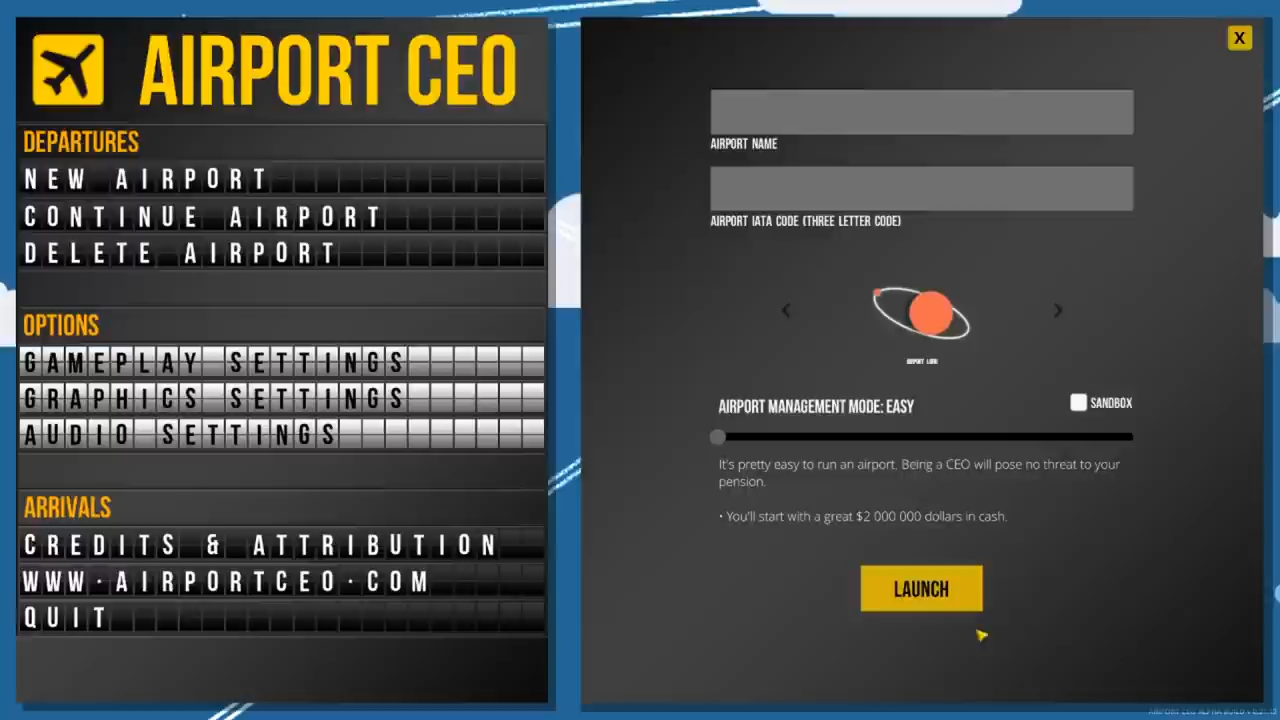 AIRPORT CEO
DEPARTURES
NEW AIRPORT
CONTINUE AIRPORT
DELETE AIRPORT
OPTIONS
GAMEPLAY SETTINGS
GRAPHICS SETTINGS
AUDIO SETTINGS
ARRIVALS
CREDITS & ATTRIBUTION
WWW·AIRPORTCEO·COM
QUIT
X
AIRPORT NAME
AIRPORT IATA CODE (THREE LETTER CODE)
AIRPORT LOGO
AIRPORT MANAGEMENT MODE: EASY
SANDBOX
It's pretty easy to run an airport. Being a CEO will pose no threat to your
pension.
• You'll start with a great $2 000 000 dollars in cash.
LAUNCH